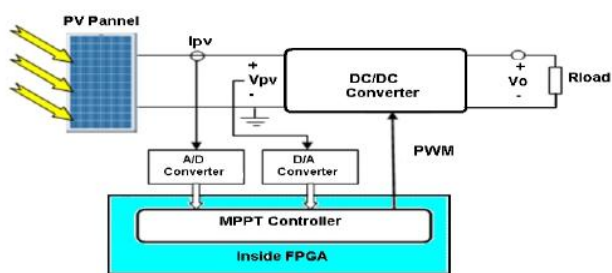 PV Pannel
Ipv
+
Vpv
-
DC/DC
Converter
+
Vo
-
Rload
A/D
Converter
D/A
Converter
PWM
MPPT Controller
Inside FPGA